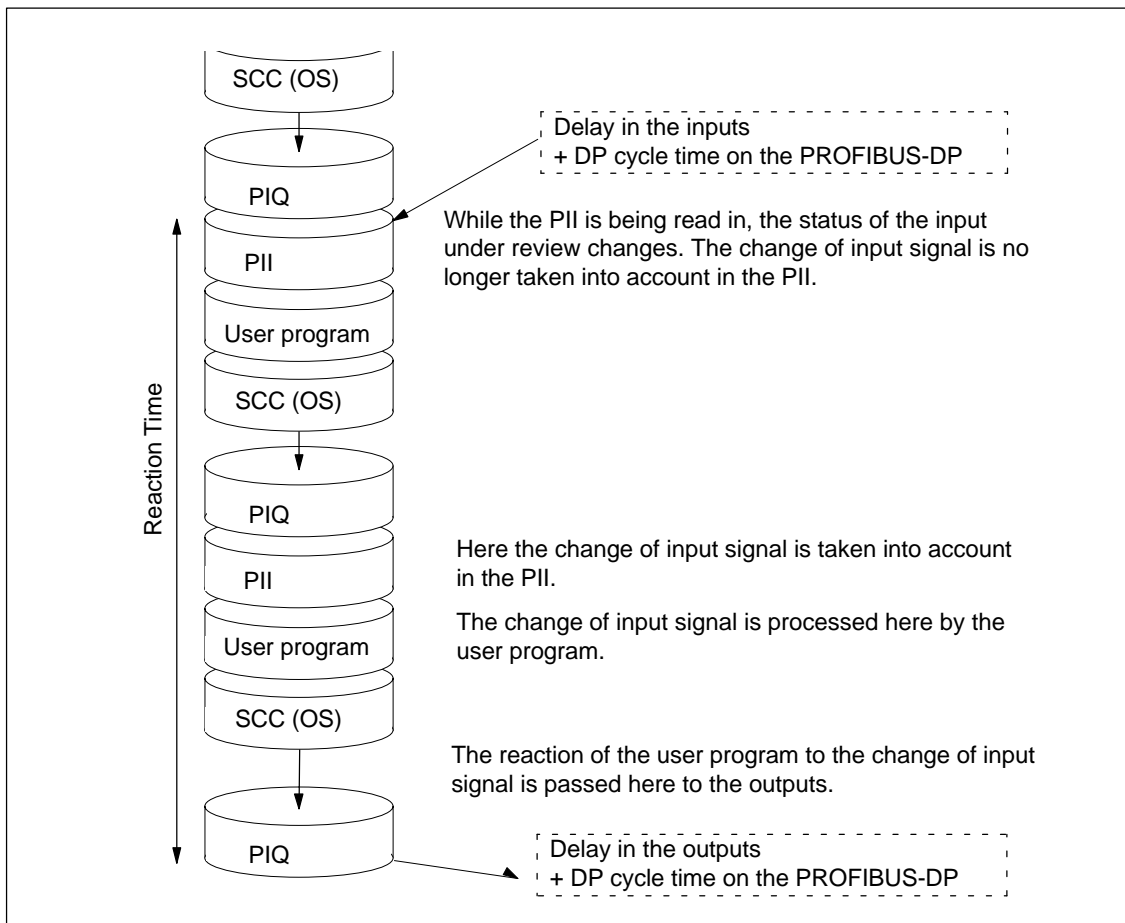 SCC (OS)
Delay in the inputs
+ DP cycle time on the PROFIBUS-DP
PIQ
While the PII is being read in, the status of the input
under review changes. The change of input signal is no
longer taken into account in the PII.
PII
User program
SCC (OS)
Reaction Time
PIQ
Here the change of input signal is taken into account
in the PII.
PII
The change of input signal is processed here by the
user program.
User program
SCC (OS)
The reaction of the user program to the change of input
signal is passed here to the outputs.
PIQ
Delay in the outputs
+ DP cycle time on the PROFIBUS-DP